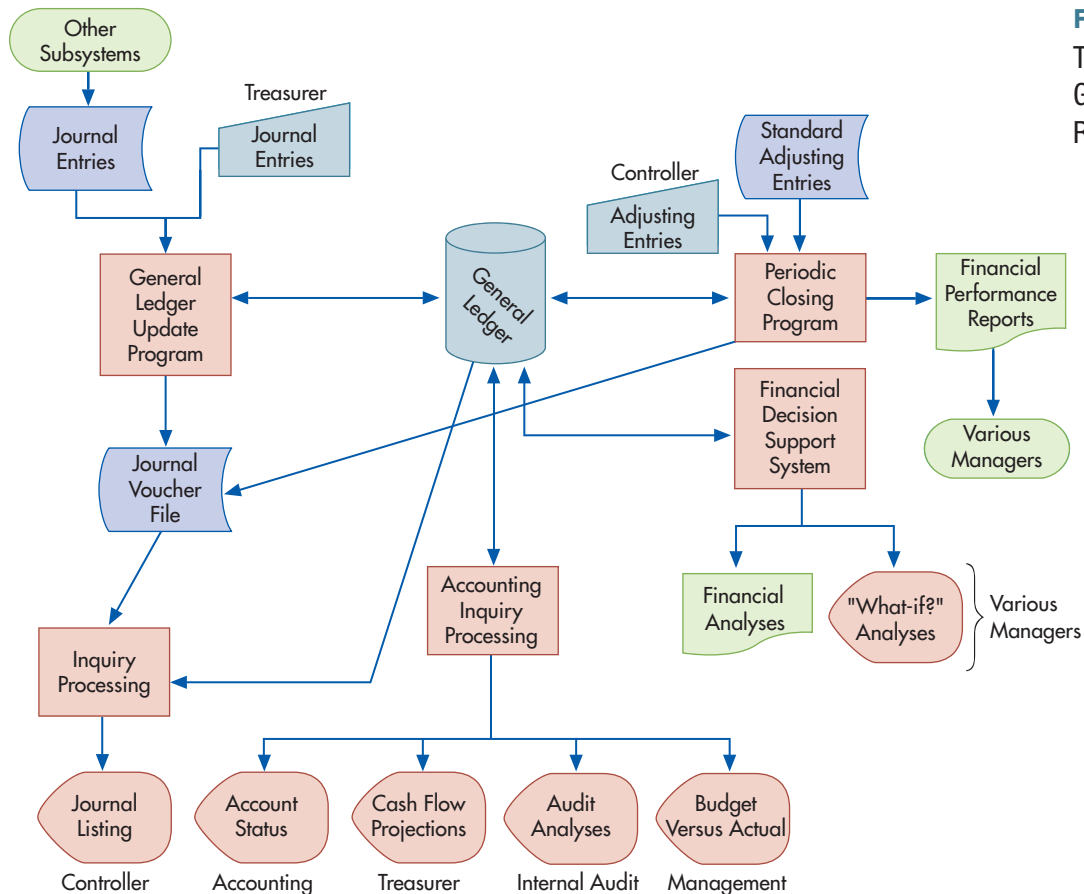 Other
Subsystems
Journal
Entries
Treasurer
Journal
Entries
Controller
Adjusting
Entries
Standard
Adjusting
Entries
General
Ledger
Update
Program
General
Ledger
Periodic
Closing
Program
Financial
Performance
Reports
Various
Managers
Financial
Decision
Support
System
Journal
Voucher
File
Accounting
Inquiry
Processing
Financial
Analyses
"What-if?"
Analyses
Various
Managers
Inquiry
Processing
Journal
Listing
Controller
Account
Status
Accounting
Cash Flow
Projections
Treasurer
Audit
Analyses
Internal Audit
Budget
Versus Actual
Management